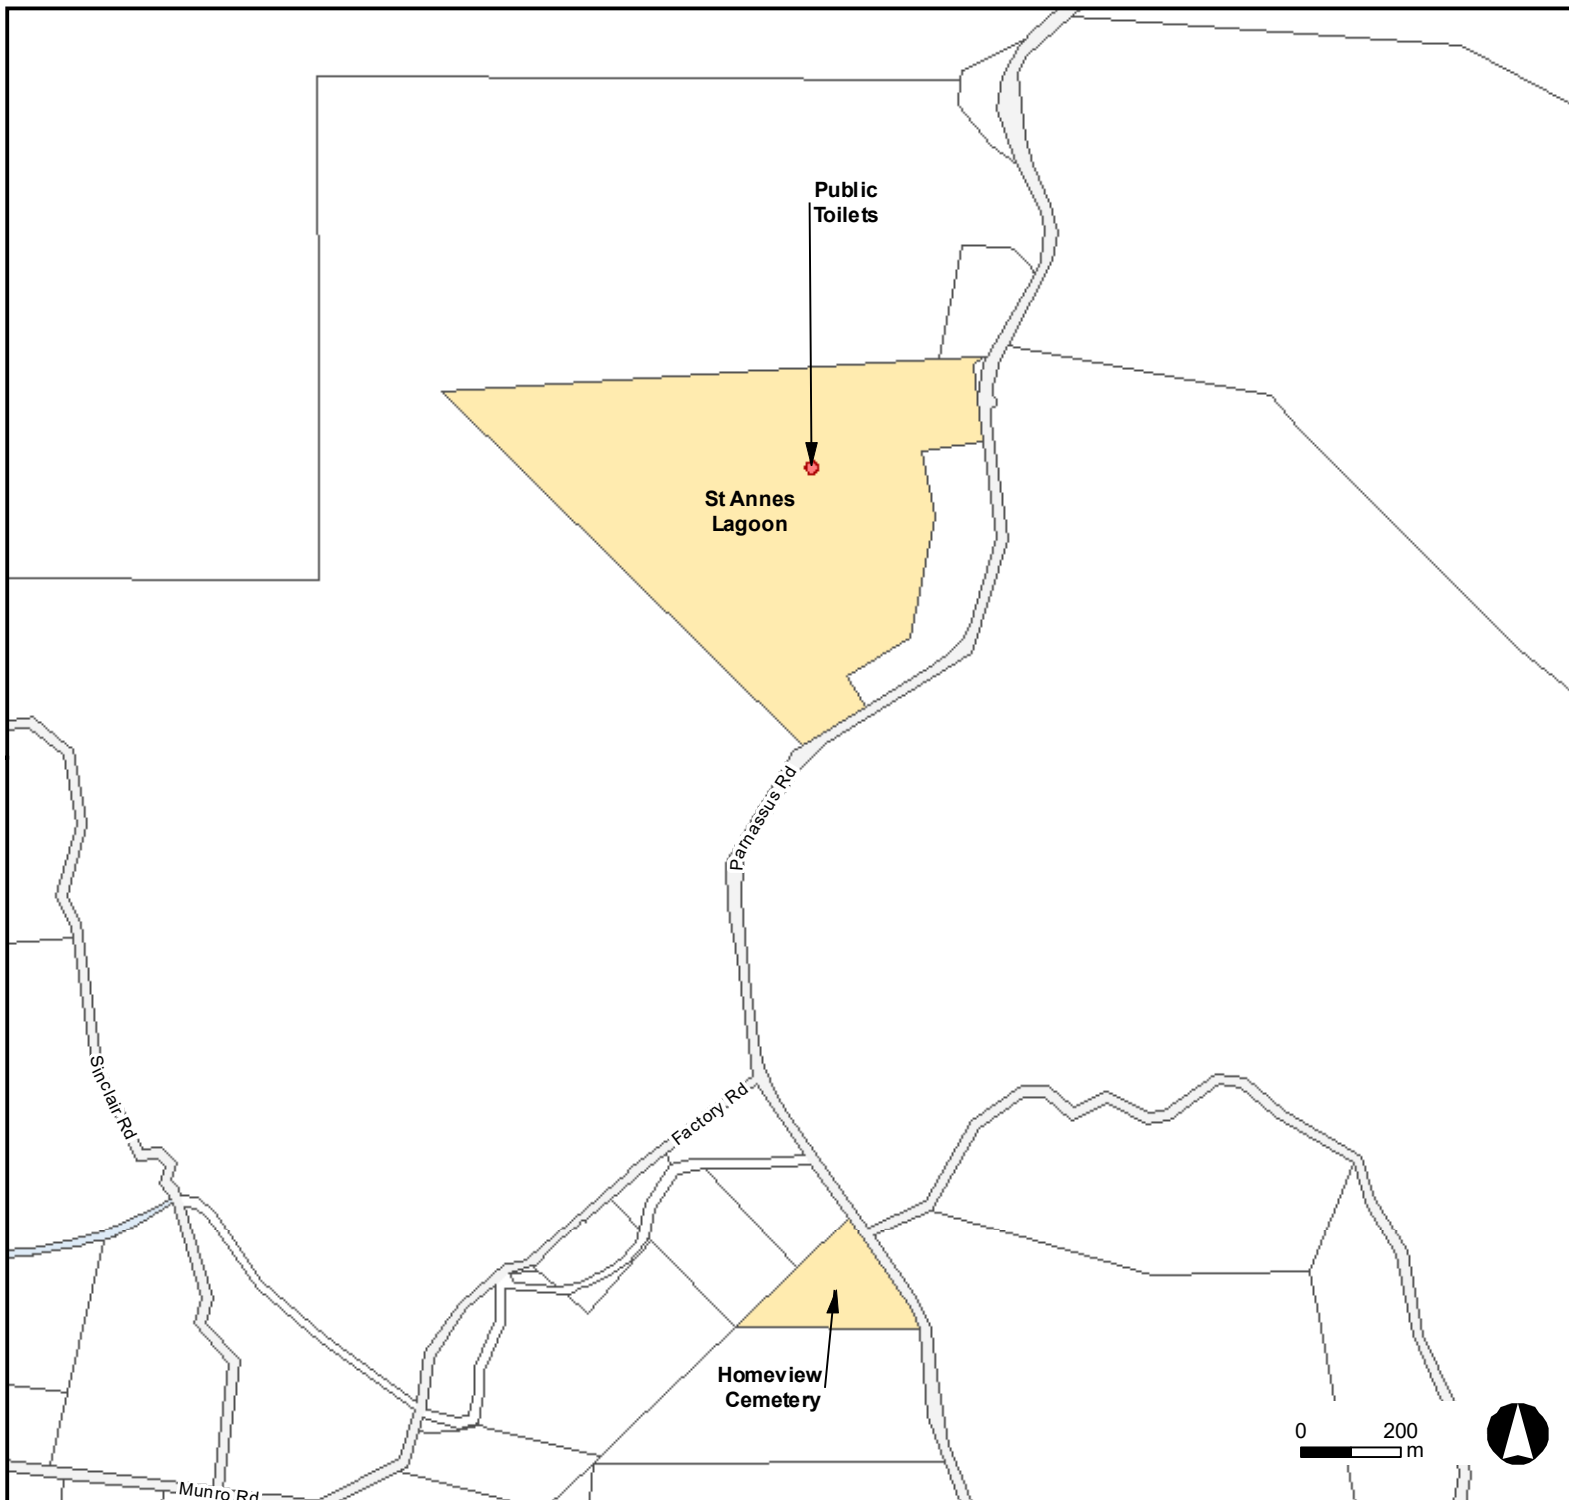 Public
Toilets
St Annes
Lagoon
Parnassus Rd
Sinclair Rd
Factory Rd
Homeview
Cemetery
0 200
m
Munro Rd